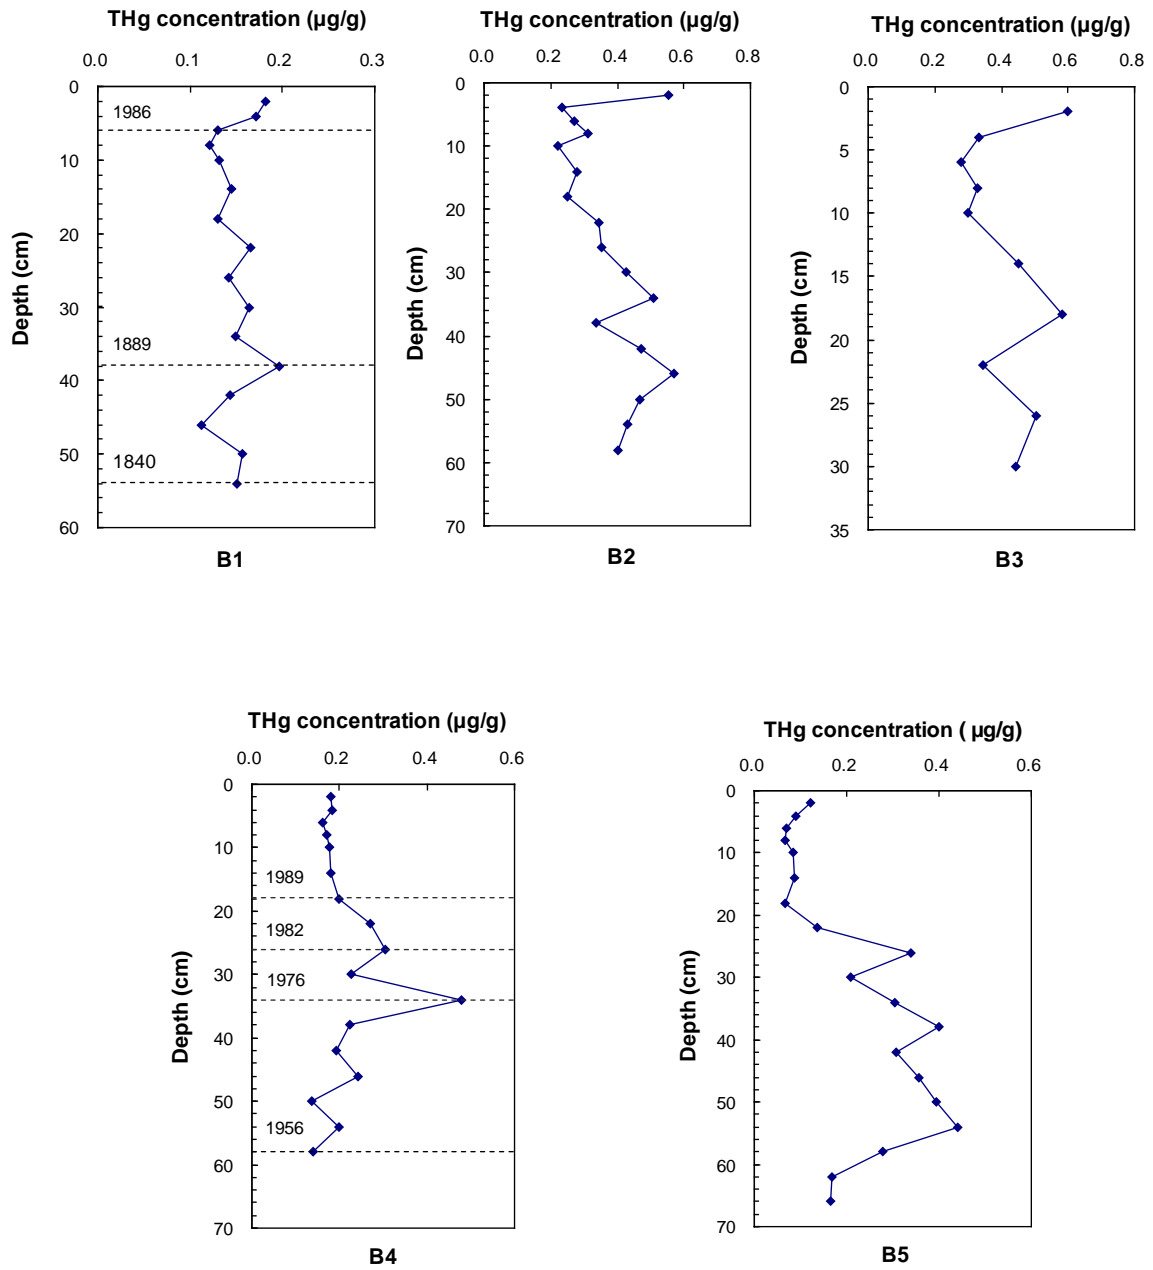 THg concentration (µg/g)
0.0 0.1 0.2 0.3
0
10
20
30
40
50
60
Depth (cm)
1986
1889
1840
B1
THg concentration (µg/g)
0.0 0.2 0.4 0.6 0.8
0
10
20
30
40
50
60
70
Depth (cm)
B2
THg concentration (µg/g)
0.0 0.2 0.4 0.6 0.8
0
5
10
15
20
25
30
35
Depth (cm)
B3
THg concentration (µg/g)
0.0 0.2 0.4 0.6
0
10
20
30
40
50
60
70
Depth (cm)
1989
1982
1976
1956
B4
THg concentration ( µg/g)
0.0 0.2 0.4 0.6
0
10
20
30
40
50
60
70
Depth (cm)
B5